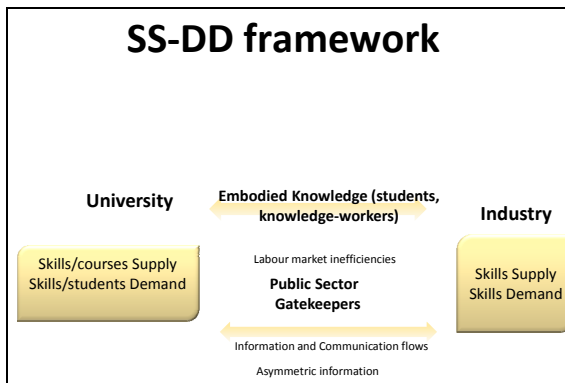 SS-DD framework
University
Embodied Knowledge (students,
knowledge-workers)
Industry
Skills/courses Supply
Skills/students Demand
Labour market inefficiencies
Public Sector
Gatekeepers
Skills Supply
Skills Demand
Information and Communication flows
Asymmetric information